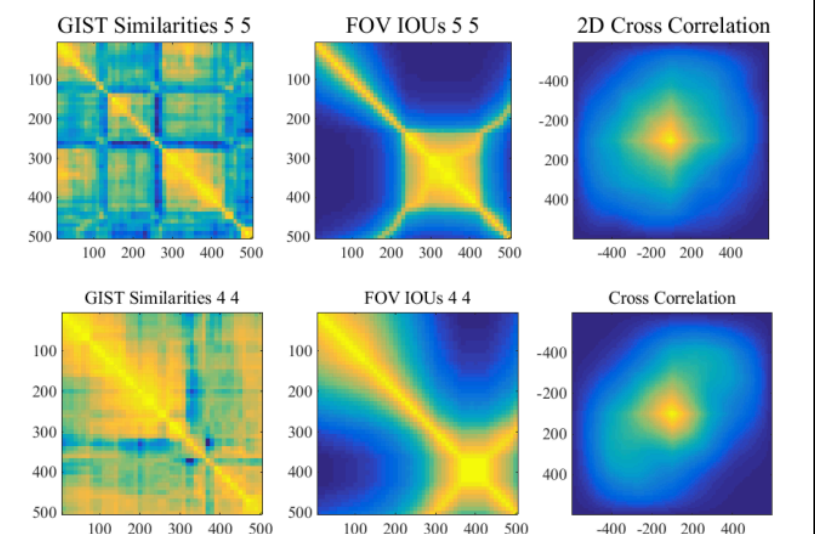 GIST Similarities 5 5
FOV IOUs 5 5
2D Cross Correlation
100
200
300
400
500
100 200 300 400 500
100
200
300
400
500
100 200 300 400 500
-400
-200
200
400
-400 -200 200 400
GIST Similarities 4 4
FOV IOUs 4 4
Cross Correlation
100
200
300
400
500
100 200 300 400 500
100
200
300
400
500
100 200 300 400 500
-400
-200
200
400
-400 -200 200 400